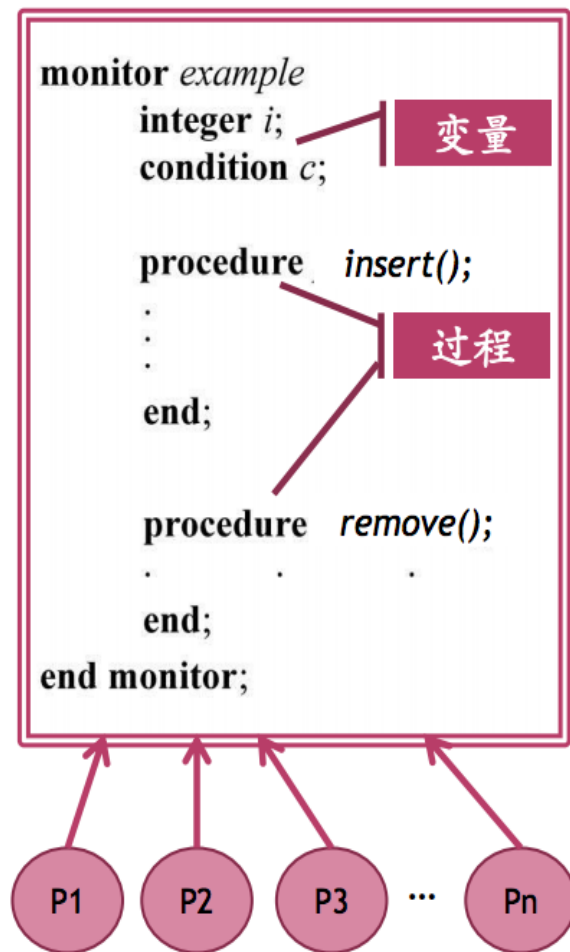 monitor example
integer i;
condition c;
变量
procedure insert();
.
.
.
过程
end;
procedure remove();
. . .
end;
end monitor;
P1 P2 P3 ... Pn